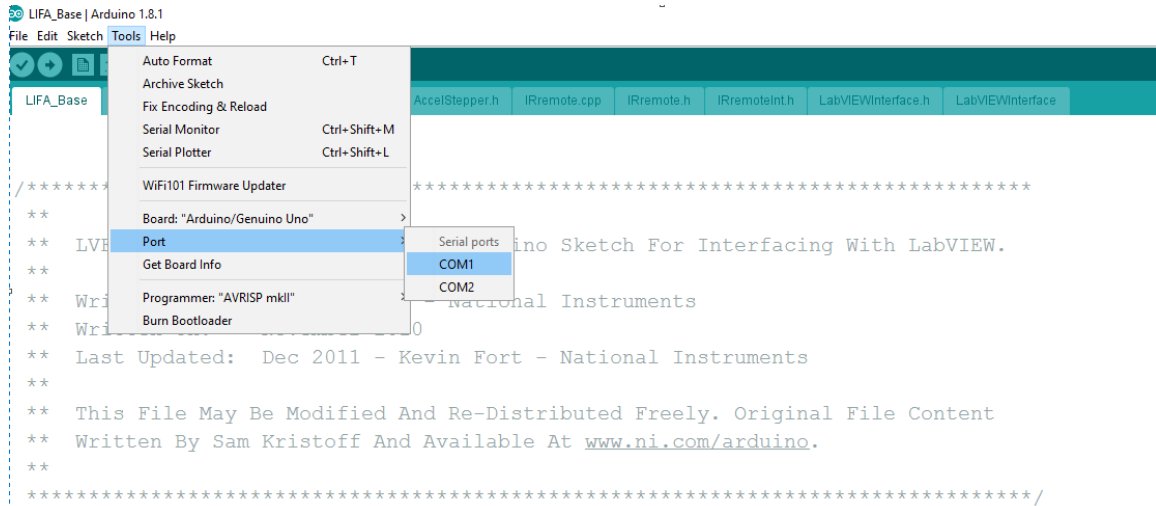 LIFA_Base | Arduino 1.8.1
File Edit Sketch Tools Help
LIFA_Base AccelStepper.h IRremote.cpp IRremote.h IRremoteInt.h LabVIEWInterface.h LabVIEWInterface
Auto Format Ctrl+T
Archive Sketch
Fix Encoding & Reload
Serial Monitor Ctrl+Shift+M
Serial Plotter Ctrl+Shift+L
WiFi101 Firmware Updater
Board: "Arduino/Genuino Uno" >
Port >
Get Board Info
Programmer: "AVRISP mkII" >
Burn Bootloader
Serial ports
COM1
COM2
/******* **************************************************
**
** ino Sketch For Interfacing With LabVIEW.
**
** - National Instruments
** 0
** Last Updated: Dec 2011 - Kevin Fort - National Instruments
**
** This File May Be Modified And Re-Distributed Freely. Original File Content
** Written By Sam Kristoff And Available At www.ni.com/arduino.
**
*********************************************************************************/